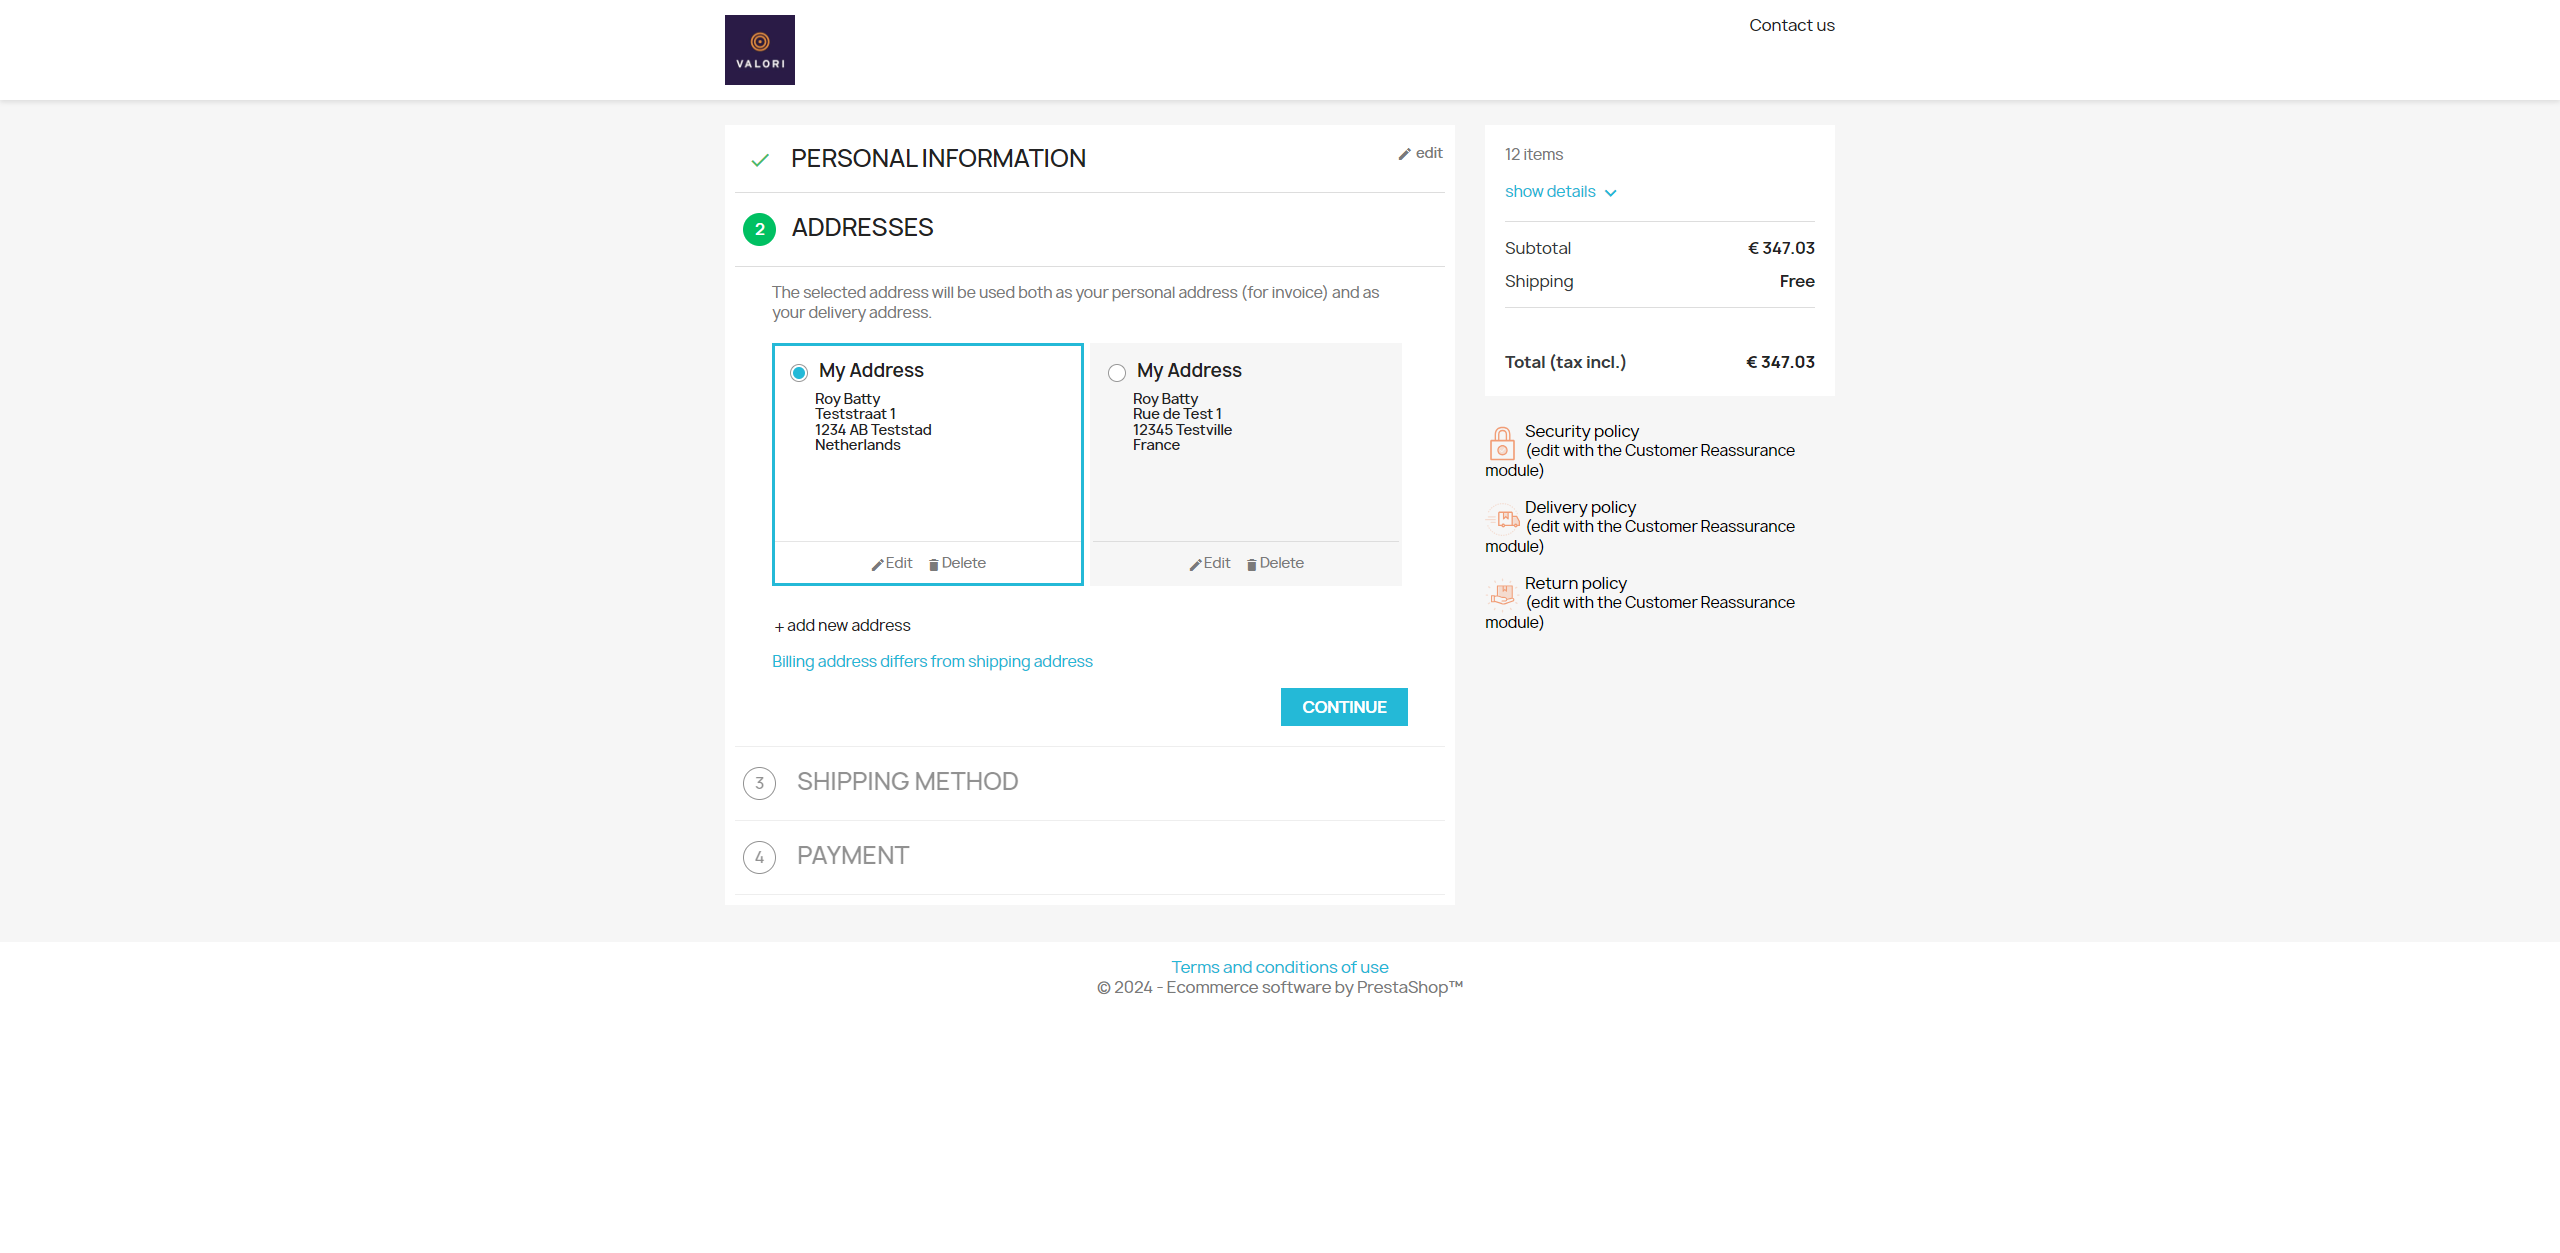 VALORI
Contact us
PERSONAL INFORMATION
edit
2 ADDRESSES
The selected address will be used both as your personal address (for invoice) and as
your delivery address.
My Address
Roy Batty
Teststraat 1
1234 AB Teststad
Netherlands
Edit Delete
My Address
Roy Batty
Rue de Test 1
12345 Testville
France
Edit Delete
+ add new address
Billing address differs from shipping address
CONTINUE
3 SHIPPING METHOD
4 PAYMENT
12 items
show details
Subtotal € 347.03
Shipping Free
Total (tax incl.) € 347.03
Security policy
(edit with the Customer Reassurance
module)
Delivery policy
(edit with the Customer Reassurance
module)
Return policy
(edit with the Customer Reassurance
module)
Terms and conditions of use
© 2024 - Ecommerce software by PrestaShop™